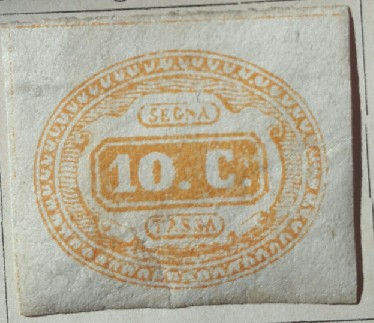 SEGNA
10. C.
TASSA